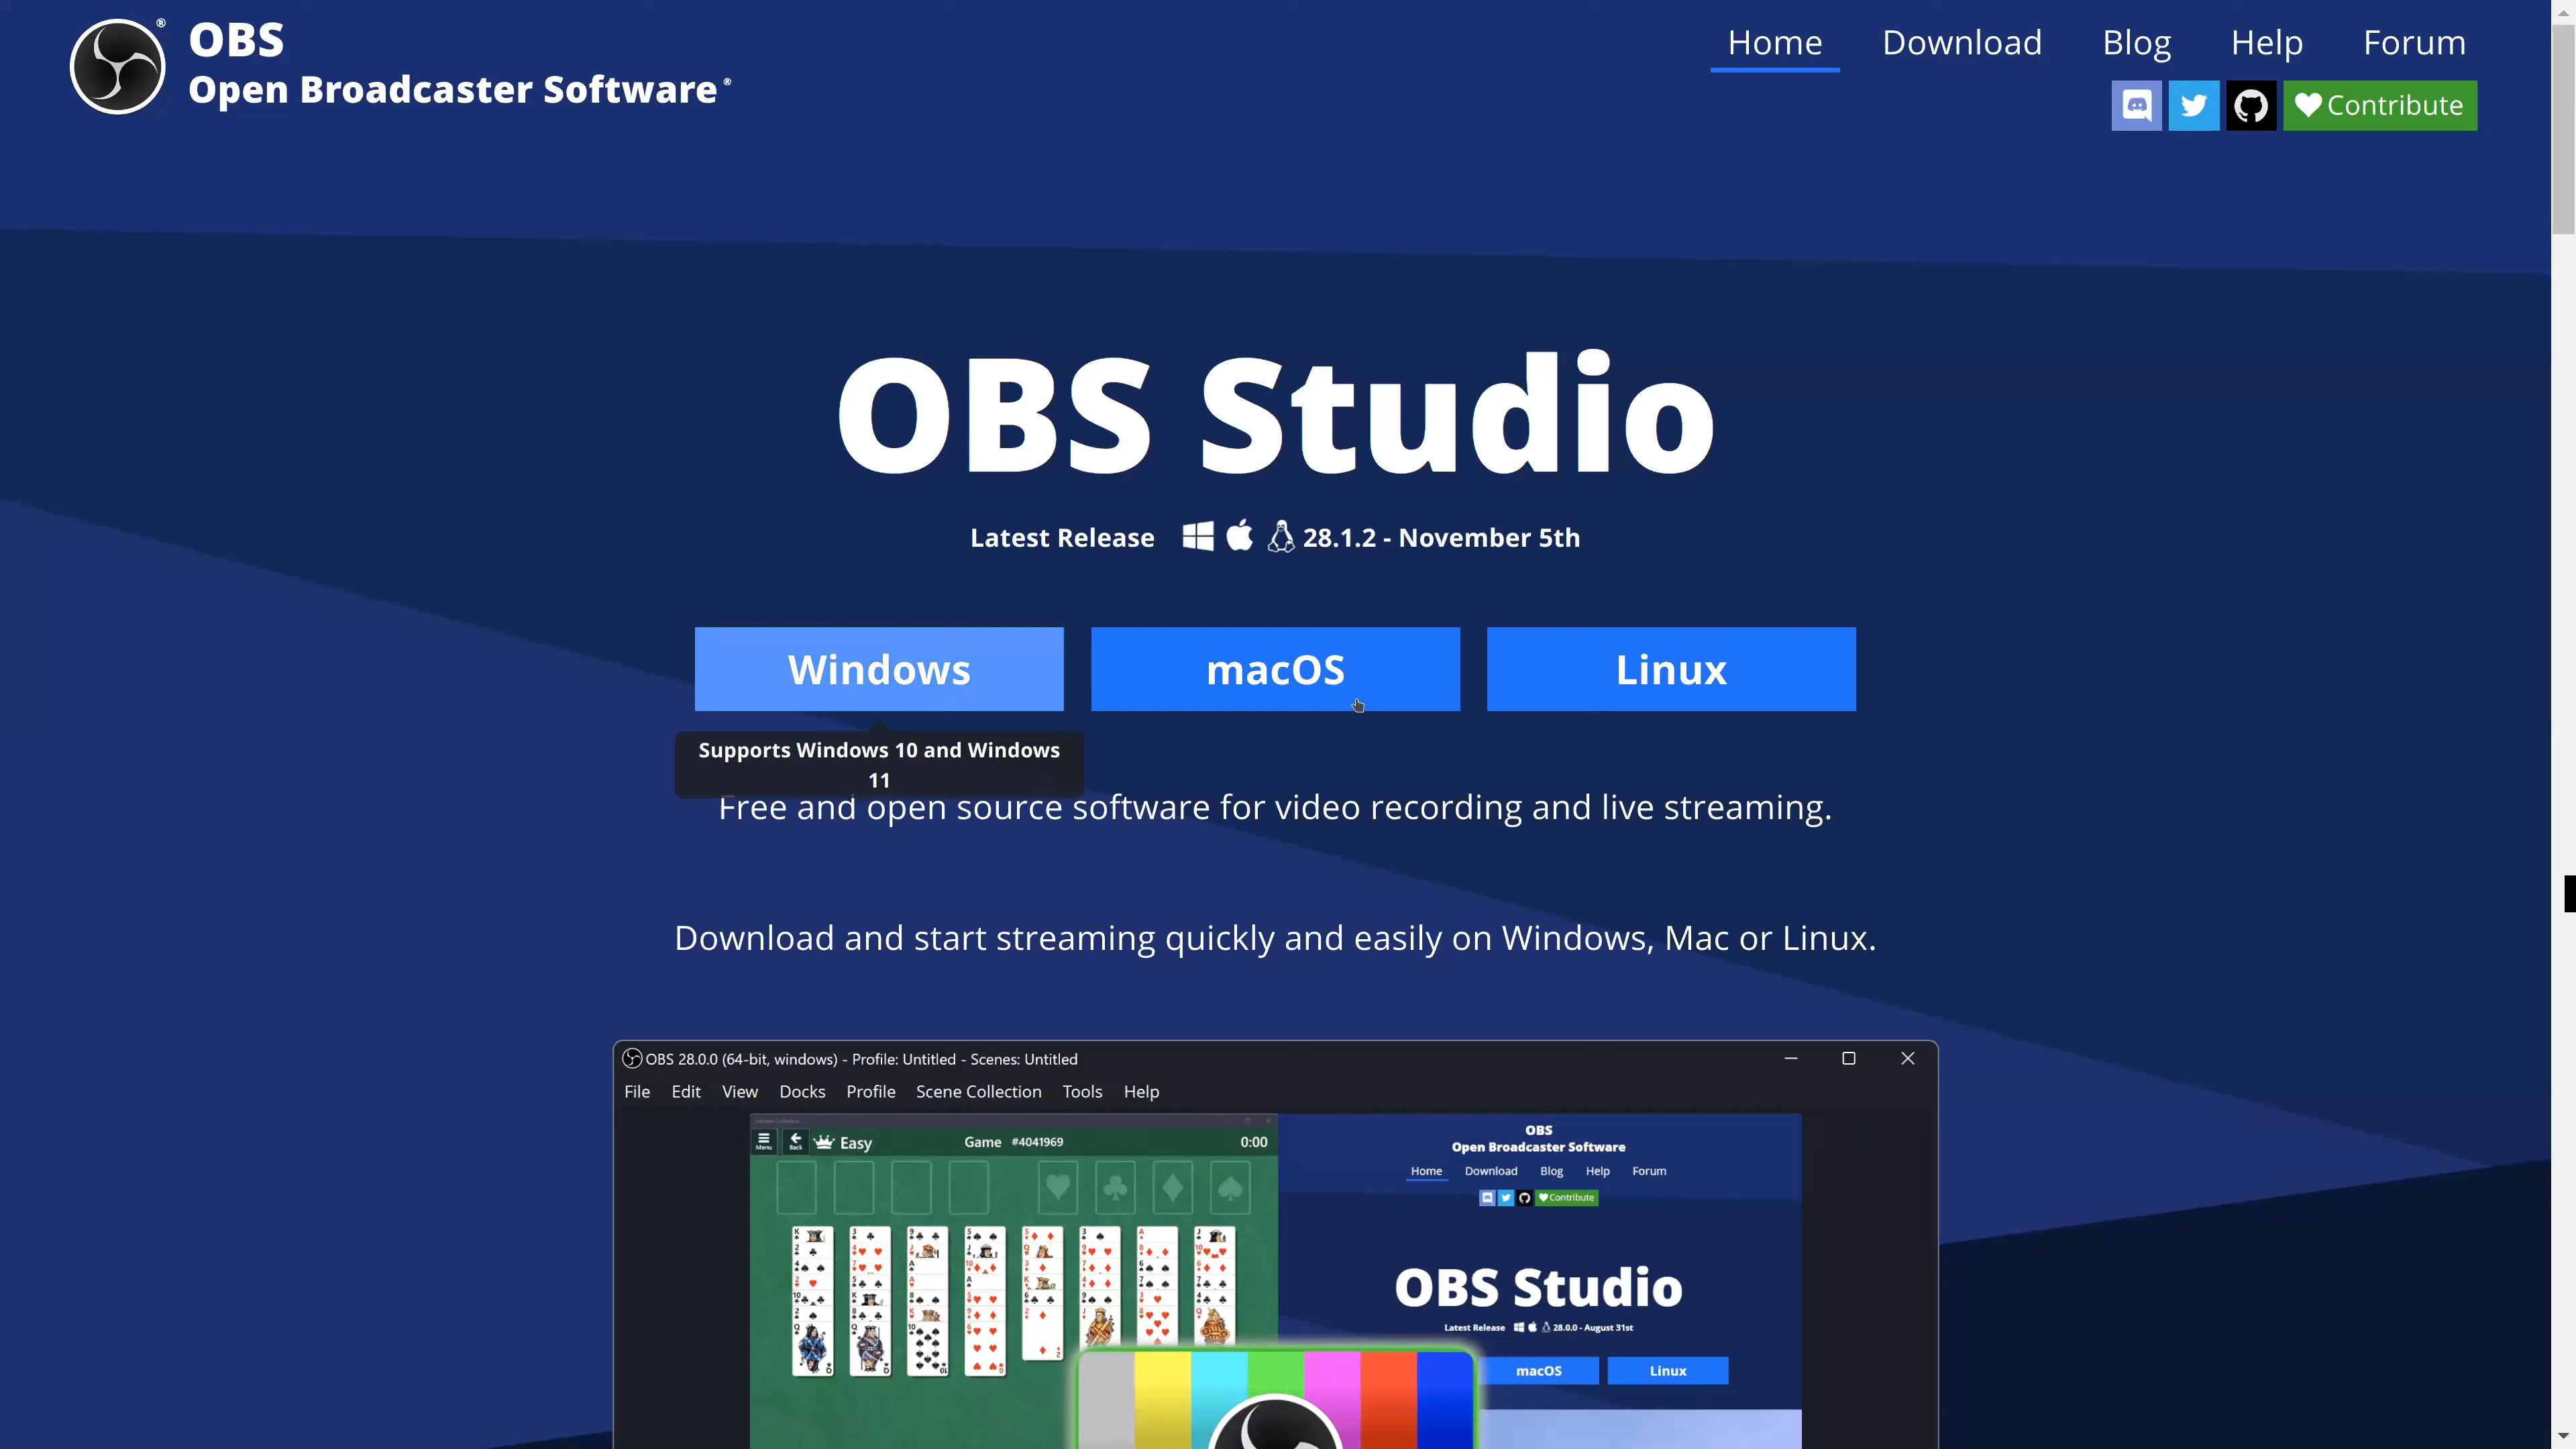 OBS
Open Broadcaster Software®
Home Download Blog Help Forum
Contribute
OBS Studio
Latest Release 28.1.2 - November 5th
Windows macOS Linux
Supports Windows 10 and Windows
11
Free and open source software for video recording and live streaming.
Download and start streaming quickly and easily on Windows, Mac or Linux.
OBS 28.0.0 (64-bit, windows) - Profile: Untitled - Scenes: Untitled
File Edit View Docks Profile Scene Collection Tools Help
Menu Back Easy Game #4041969 0:00
OBS
Open Broadcaster Software
Home Download Blog Help Forum
Contribute
OBS Studio
Latest Release 28.0.0 - August 31st
macOS Linux